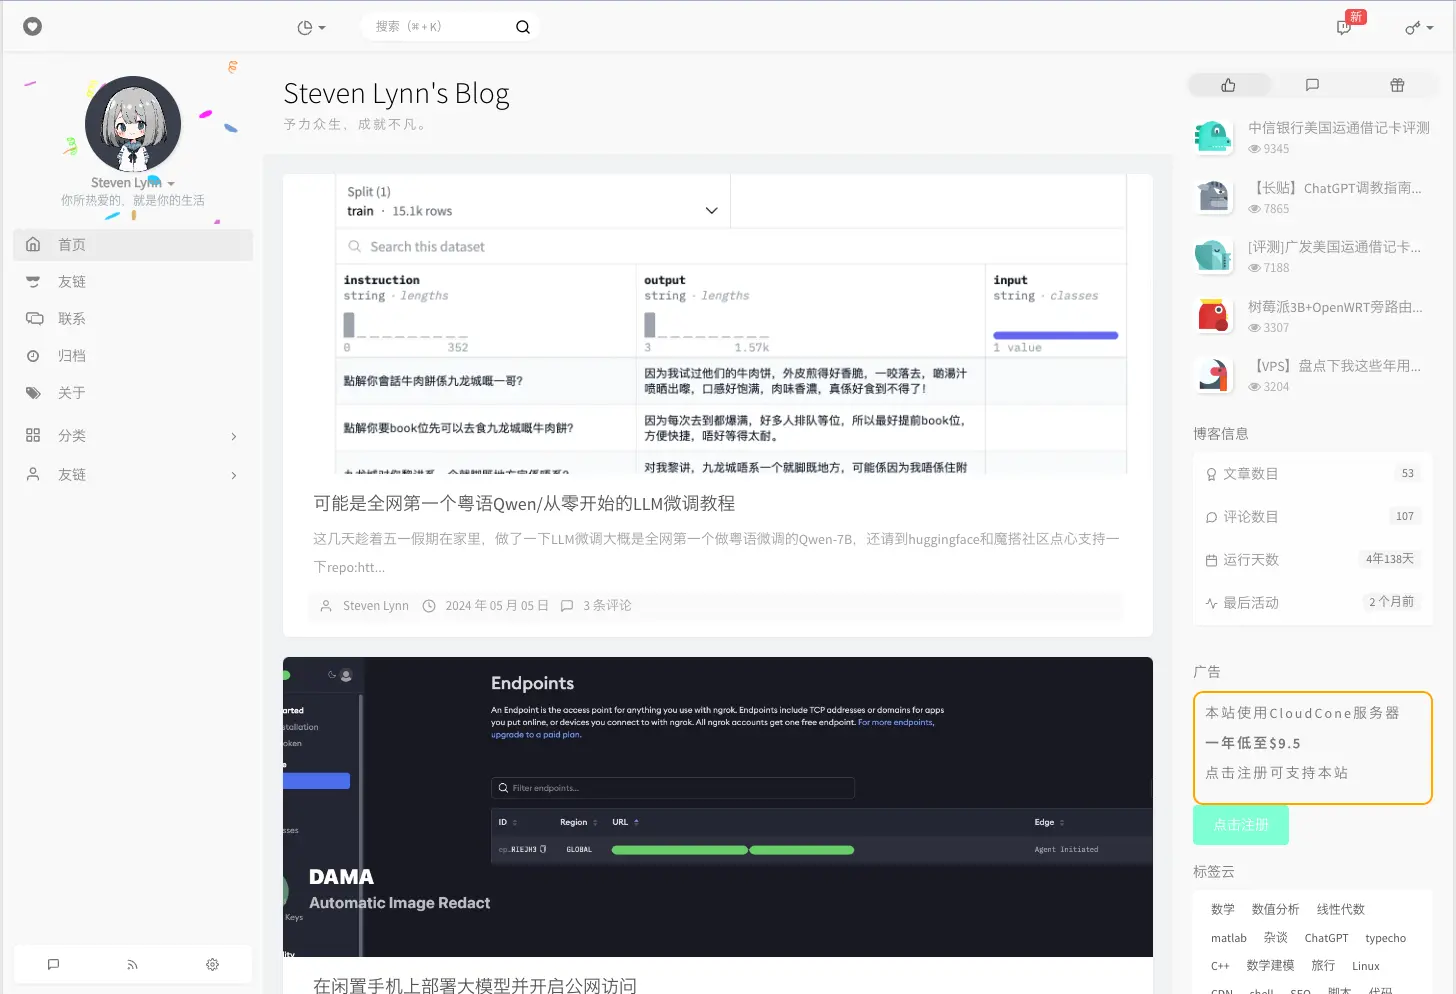 搜索（⌘+K）
新
Steven Lynn
你所热爱的，就是你的生活
首页
友链
联系
归档
关于
分类
友链
Steven Lynn's Blog
予力众生，成就不凡。
Split (1)
train · 15.1k rows
Search this dataset
instruction
string · lengths
0 352
output
string · lengths
3 1.57k
input
string · classes
1 value
點解你會話牛肉餅係九龙城嘅一哥?
因为我试过他们的牛肉饼，外皮煎得好香脆，一咬落去，啲湯汁
喷晒出嚟，口感好饱满，肉味香濃，真係好食到不得了！
點解你要book位先可以去食九龙城嘅牛肉餅?
因为每次去到都爆满，好多人排队等位，所以最好提前book位，
方便快捷，唔好等得太耐。
对我黎讲，九龙城唔系一个就脚既地方，可能係因为我唔係住附
可能是全网第一个粤语Qwen/从零开始的LLM微调教程
这几天趁着五一假期在家里，做了一下LLM微调大概是全网第一个做粤语微调的Qwen-7B，还请到huggingface和魔搭社区点心支持一
下repo:htt...
Steven Lynn 2024 年 05 月 05 日 3 条评论
Endpoints
An Endpoint is the access point for anything you use with ngrok. Endpoints include TCP addresses or domains for apps
you put online, or devices you connect to with ngrok. All ngrok accounts get one free endpoint. For more endpoints,
upgrade to a paid plan.
Filter endpoints...
ID Region URL Edge
ep_RIEJH3 GLOBAL Agent Initiated
arted
stallation
oken
e
sses
Keys
lity
DAMA
Automatic Image Redact
在闲置手机上部署大模型并开启公网访问
中信银行美国运通借记卡评测
9345
【长贴】ChatGPT调教指南...
7865
[评测]广发美国运通借记卡...
7188
树莓派3B+OpenWRT旁路由...
3307
【VPS】盘点下我这些年用...
3204
博客信息
文章数目 53
评论数目 107
运行天数 4年138天
最后活动 2 个月前
广告
本站使用CloudCone服务器
一年低至$9.5
点击注册可支持本站
点击注册
标签云
数学 数值分析 线性代数
matlab 杂谈 ChatGPT typecho
C++ 数学建模 旅行 Linux
CDN shell SEO 脚本 代码